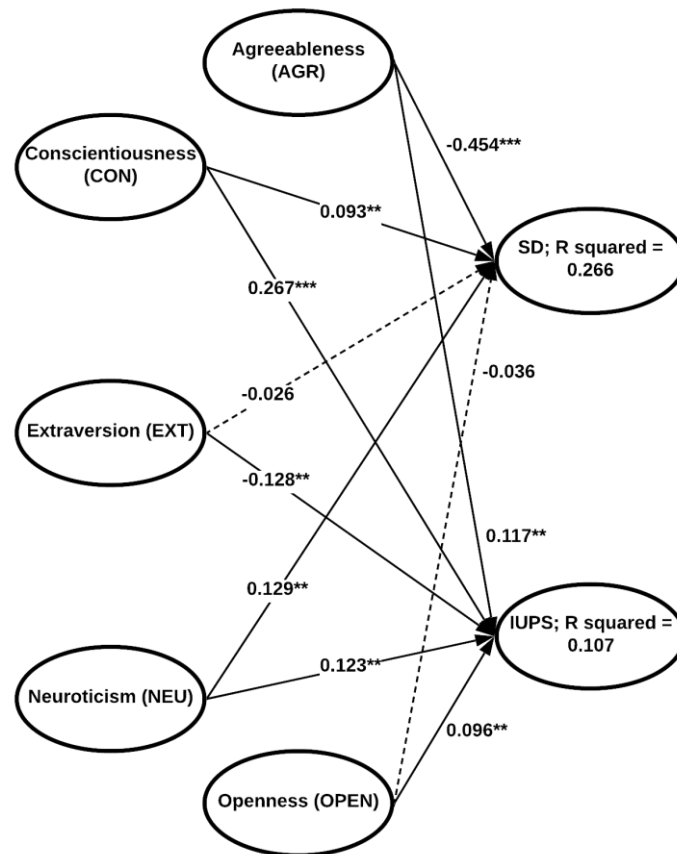 Agreeableness
(AGR)
Conscientiousness
(CON)
-0.454***
0.093**
SD; R squared =
0.266
0.267***
-0.036
-0.026
Extraversion (EXT)
-0.128**
0.117**
0.129**
IUPS; R squared =
0.107
0.123**
Neuroticism (NEU)
0.096**
Openness (OPEN)